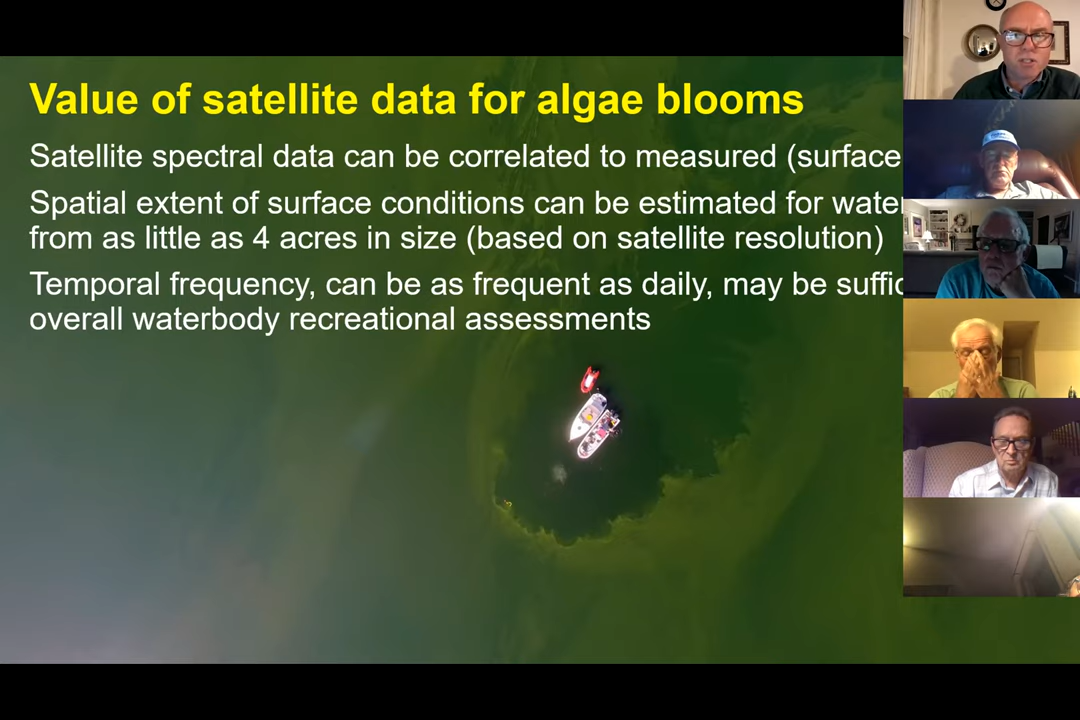 Value of satellite data for algae blooms
Satellite spectral data can be correlated to measured (surface
Spatial extent of surface conditions can be estimated for wate
from as little as 4 acres in size (based on satellite resolution)
Temporal frequency, can be as frequent as daily, may be suffic
overall waterbody recreational assessments